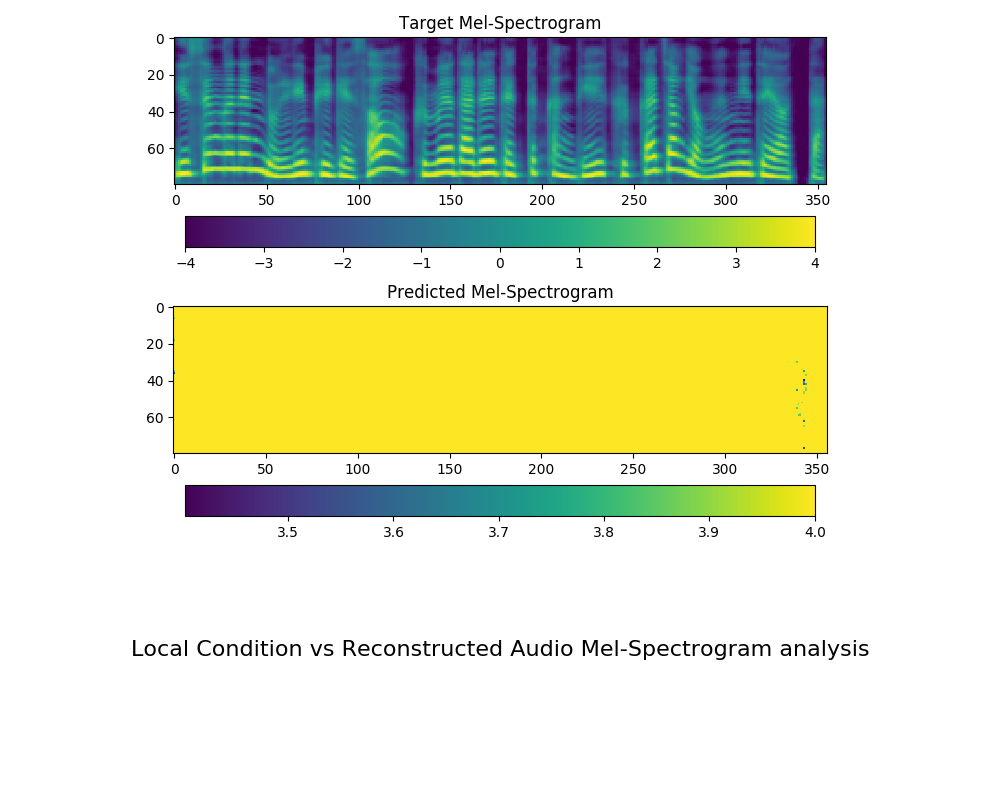 Target Mel-Spectrogram
0
20
40
60
0 50 100 150 200 250 300 350
−4 −3 −2 −1 0 1 2 3 4
Predicted Mel-Spectrogram
0
20
40
60
0 50 100 150 200 250 300 350
3.5 3.6 3.7 3.8 3.9 4.0
Local Condition vs Reconstructed Audio Mel-Spectrogram analysis